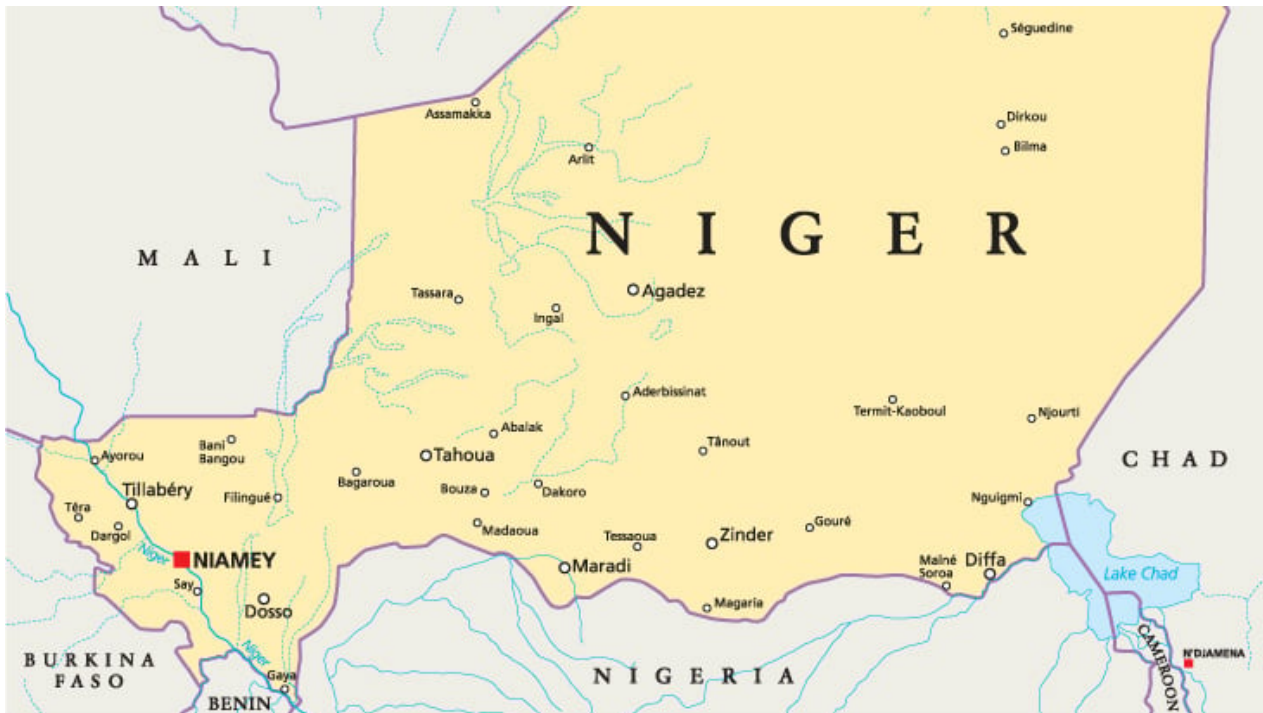 Séguedine
Assamakka
Dirkou
Arlit
Bilma
NIGER
MALI
Tassara
Agadez
Ingal
Aderbissinat
Termit-Kaoboul
Njourti
Abalak
Bani
Bangou
Tânout
Ayorou
Tahoua
CHAD
Bagaroua
Tillabéry
Filinguè
Bouza
Dakoro
Nguigmi
Têra
Dargol
Madaoua
Gouré
Tessaoua
Zinder
Niger
NIAMEY
Maradi
Maïné
Soroa
Diffa
Lake Chad
Say
Dosso
Magaria
Niger
CAMEROON
N'DJAMENA
BURKINA
FASO
Gaya
NIGERIA
BENIN